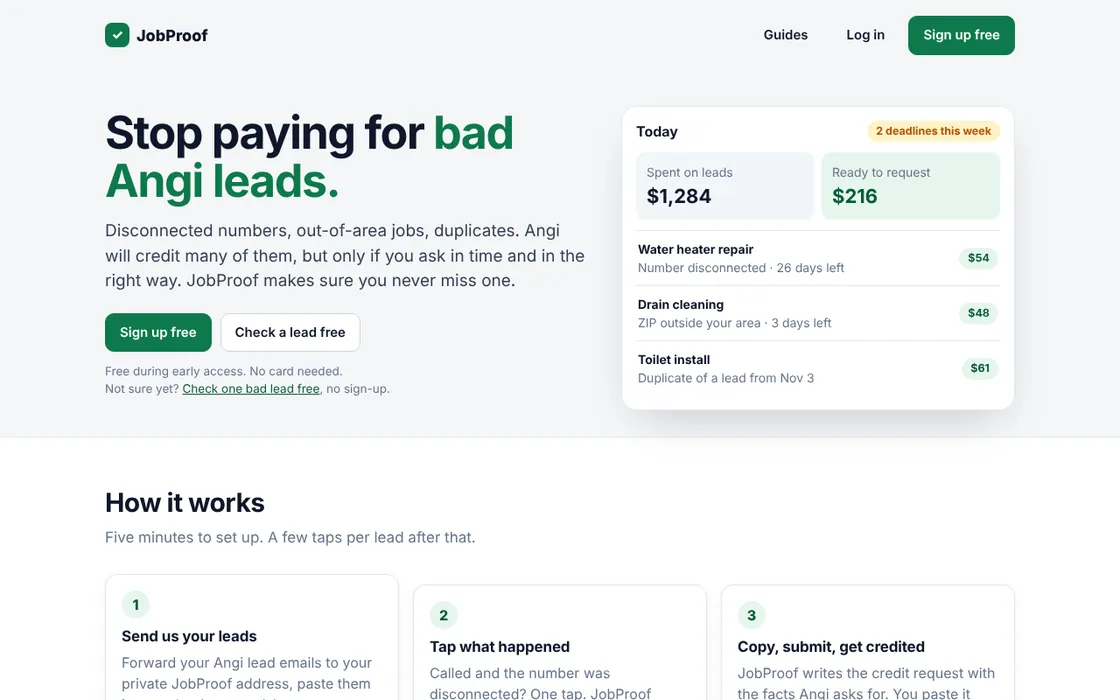 JobProof
Guides
Log in
Sign up free
Stop paying for bad
Angi leads.
Disconnected numbers, out-of-area jobs, duplicates. Angi
will credit many of them, but only if you ask in time and in the
right way. JobProof makes sure you never miss one.
Sign up free
Check a lead free
Free during early access. No card needed.
Not sure yet? Check one bad lead free, no sign-up.
Today
2 deadlines this week
Spent on leads
$1,284
Ready to request
$216
Water heater repair
Number disconnected · 26 days left
$54
Drain cleaning
ZIP outside your area · 3 days left
$48
Toilet install
Duplicate of a lead from Nov 3
$61
How it works
Five minutes to set up. A few taps per lead after that.
1
Send us your leads
Forward your Angi lead emails to your
private JobProof address, paste them
2
Tap what happened
Called and the number was
disconnected? One tap. JobProof
3
Copy, submit, get credited
JobProof writes the credit request with
the facts Angi asks for. You paste it